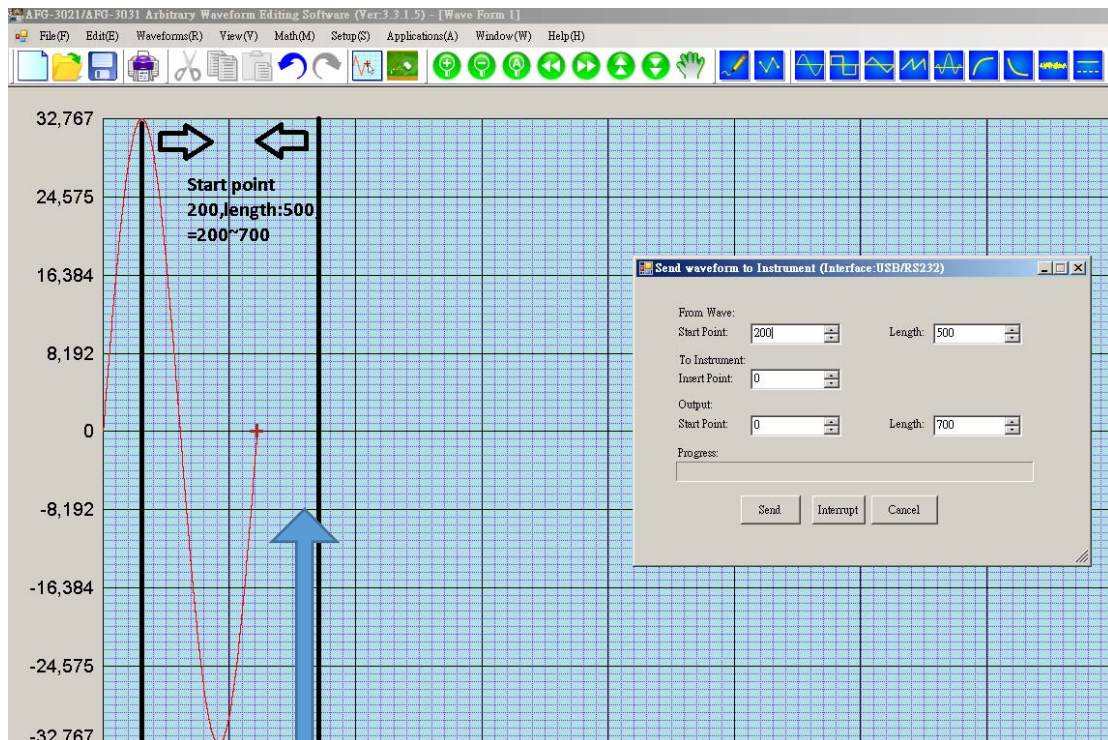 AFG-3021/AFG-3031 Arbitrary Waveform Editing Software (Ver:3.3.1.5) - [Wave Form 1]
File(F) Edit(E) Waveforms(R) View(V) Math(M) Setup(S) Applications(A) Window(W) Help(H)
32,767
24,575
16,384
8,192
0
-8,192
-16,384
-24,575
-32,767
Start point
200,length:500,
=200~700
Send waveform to Instrument (Interface:USB/RS232)
From Wave:
Start Point: 200 Length: 500
To Instrument:
Insert Point: 0
Output:
Start Point: 0 Length: 700
Progress:
Send Interrupt Cancel